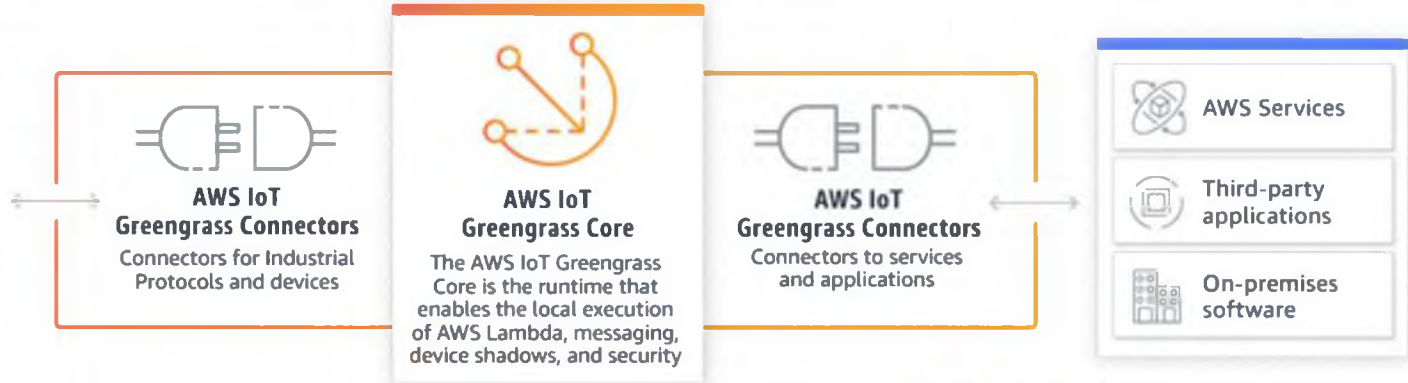 AWS IoT
Greengrass Connectors
Connectors for Industrial
Protocols and devices
AWS IoT
Greengrass Core
The AWS IoT Greengrass
Core is the runtime that
enables the local execution
of AWS Lambda, messaging,
device shadows, and security
AWS IoT
Greengrass Connectors
Connectors to services
and applications
AWS Services
Third-party
applications
On-premises
software